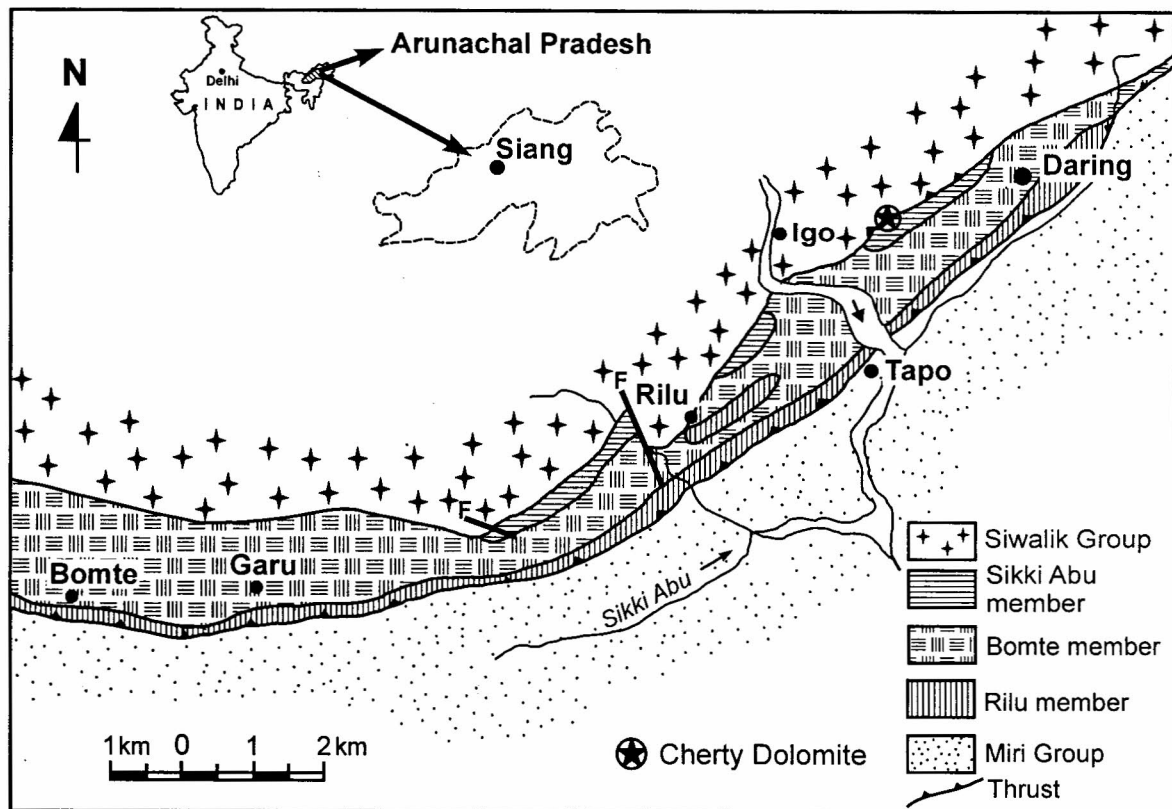 Arunachal Pradesh
N
Delhi
INDIA
Siang
Daring
Igo
Tapo
F
Rilu
F
Garu
Bomte
Sikki Abu
Siwalik Group
Sikki Abu
member
Bomte member
Rilu member
Miri Group
Thrust
Cherty Dolomite
1km 0 1 2km